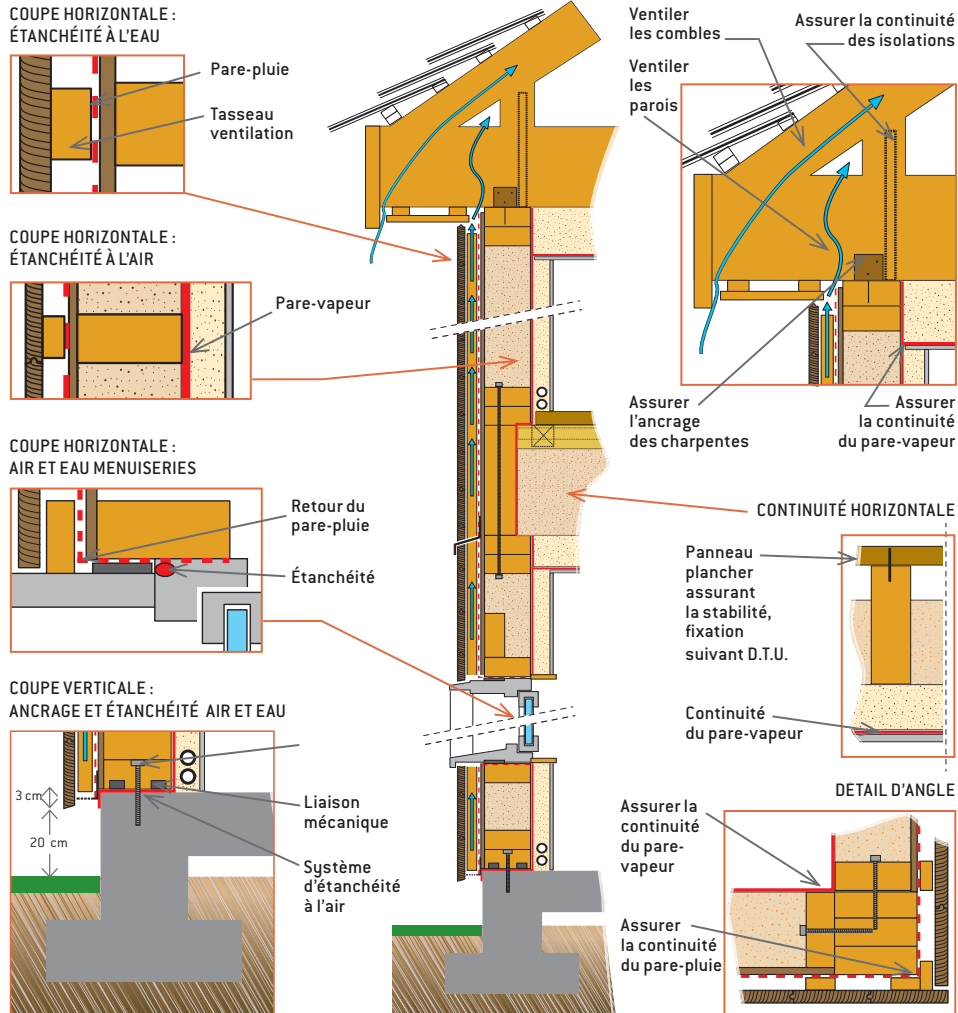 COUPE HORIZONTALE :
ÉTANCHÉITÉ À L'EAU
Pare-pluie
Tasseau
ventilation
COUPE HORIZONTALE :
ÉTANCHÉITÉ À L'AIR
Pare-vapeur
COUPE HORIZONTALE :
AIR ET EAU MENUISERIES
Retour du
pare-pluie
Étanchéité
COUPE VERTICALE :
ANCRAGE ET ÉTANCHÉITÉ AIR ET EAU
3 cm
20 cm
Liaison
mécanique
Système
d'étanchéité
à l'air
Ventiler
les combles
Assurer la continuité
des isolations
Ventiler
les
parois
Assurer
l'ancrage
des charpentes
Assurer
la continuité
du pare-vapeur
CONTINUITÉ HORIZONTALE
Panneau
plancher
assurant
la stabilité,
fixation
suivant D.T.U.
Continuité
du pare-vapeur
DÉTAIL D'ANGLE
Assurer la
continuité
du pare-
vapeur
Assurer
la continuité
du pare-pluie